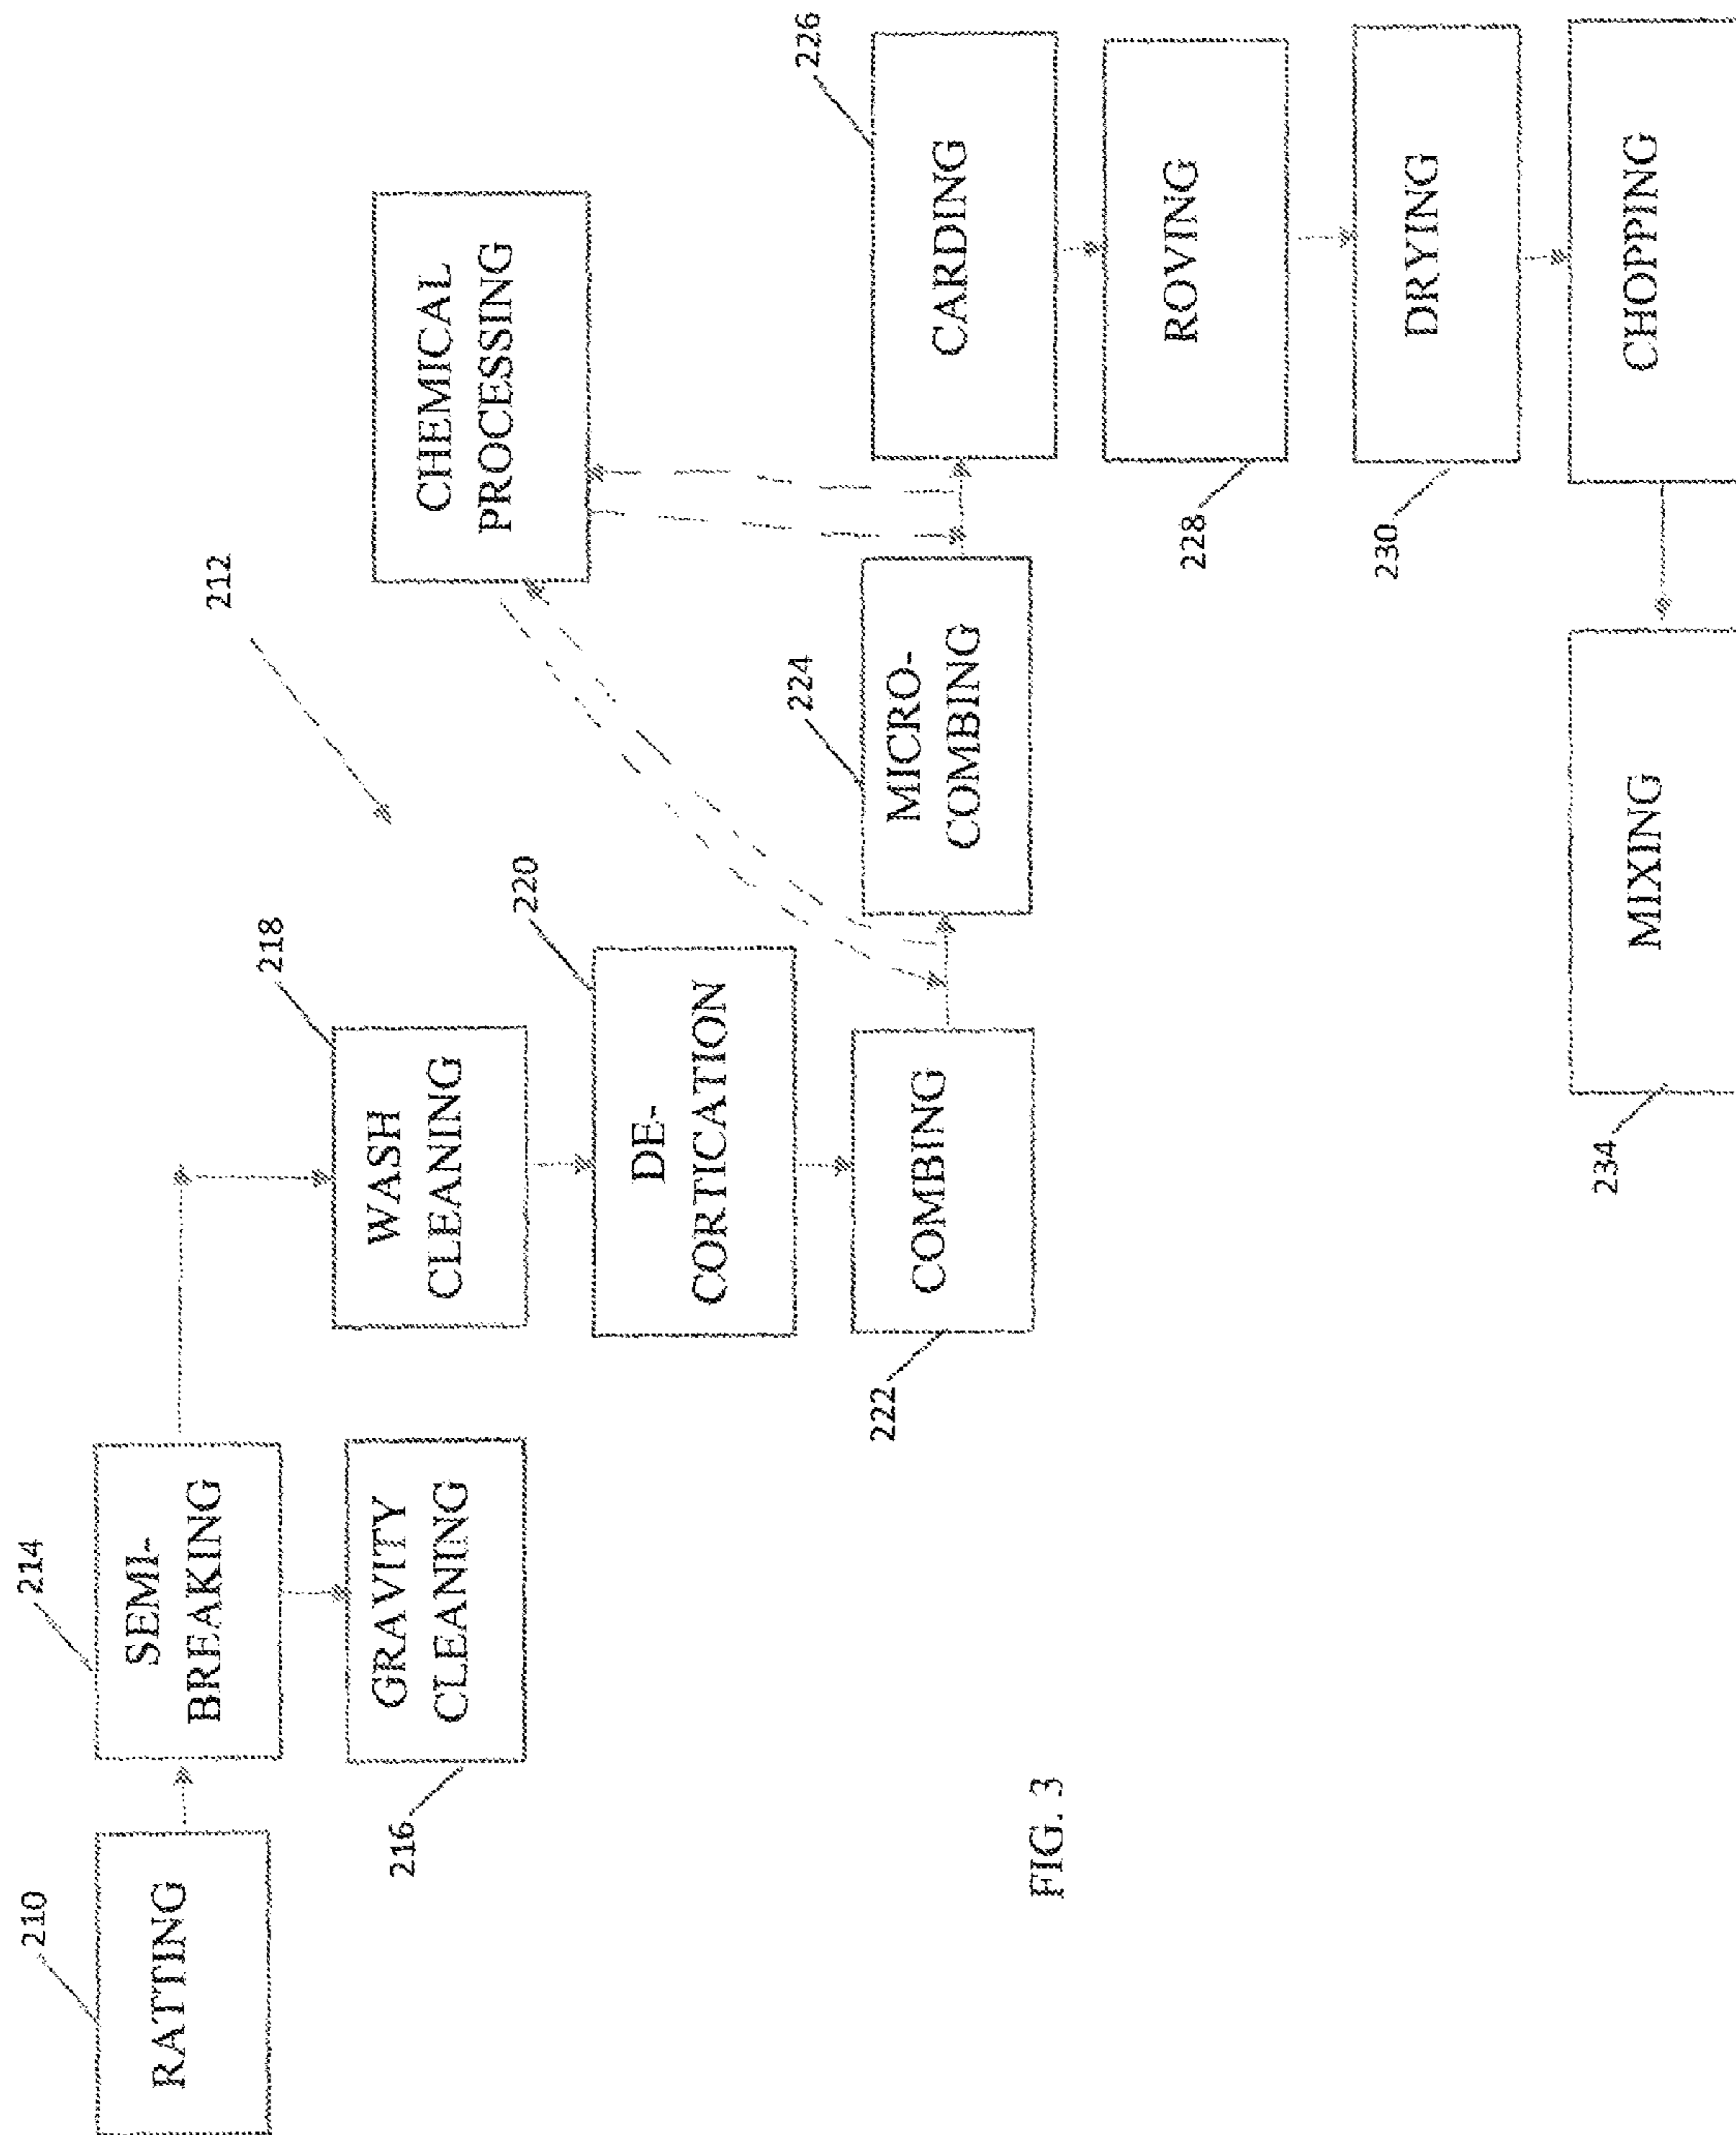 210
RATTING
214
SEMI-
BREAKING
216
GRAVITY
CLEANING
218
WASH
CLEANING
220
DE-
CORTICATION
222
COMBING
212
CHEMICAL
PROCESSING
224
MICRO-
COMBING
226
CARDING
228
ROVING
230
DRYING
CHOPPING
234
MIXING
FIG. 3